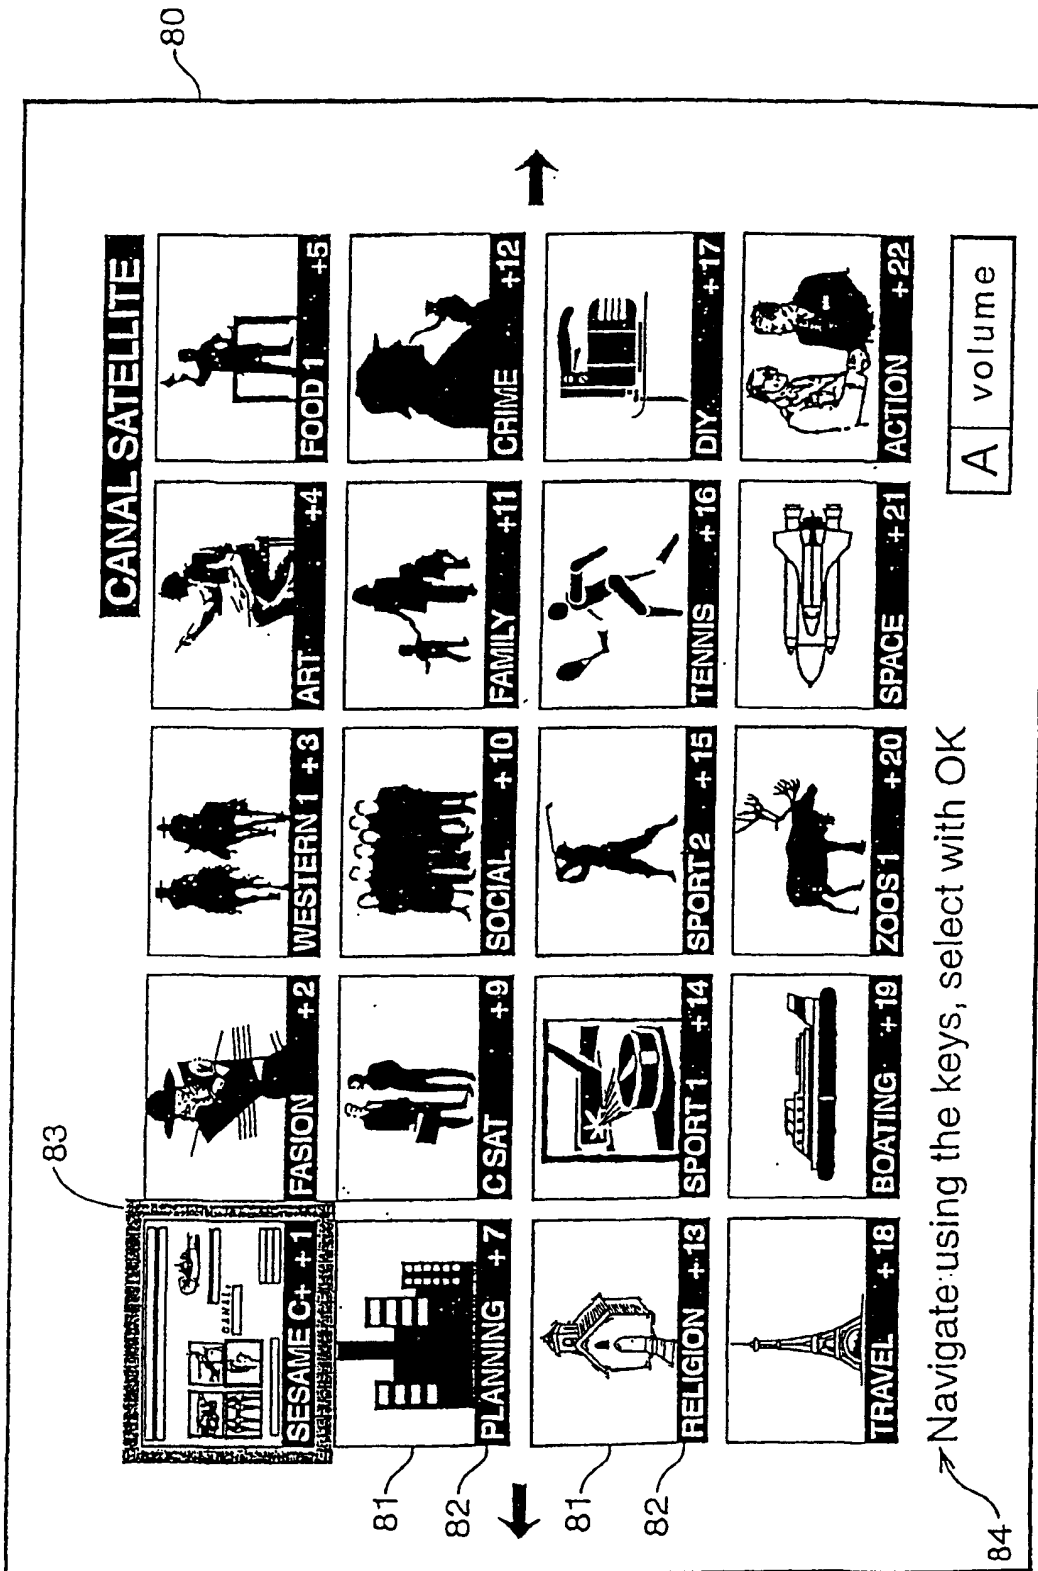 80
CANAL SATELLITE
83
SESAME C+ + 1
FASION +2
WESTERN 1 +3
ART +4
FOOD 1 +5
CANAL+
81
82
PLANNING +7
C SAT +9
SOCIAL +10
FAMILY +11
CRIME +12
81
82
RELIGION +13
SPORT 1 +14
SPORT 2 +15
TENNIS +16
DIY +17
TRAVEL +18
BOATING +19
ZOOS 1 +20
SPACE +21
ACTION +22
84
Navigate using the keys, select with OK
A volume